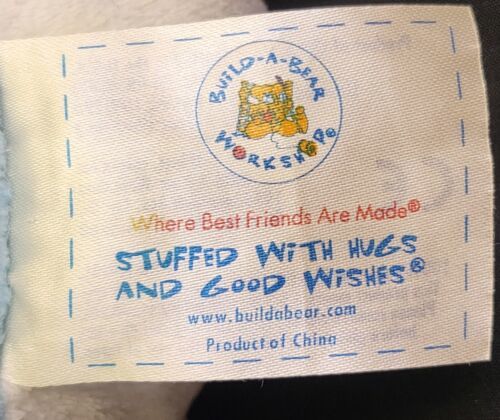 BUILD-A-BEAR
WORKSHOP®
Where Best Friends Are Made®
STUFFED WITH HUGS
AND GOOD WISHES®
www.buildabear.com
Product of China